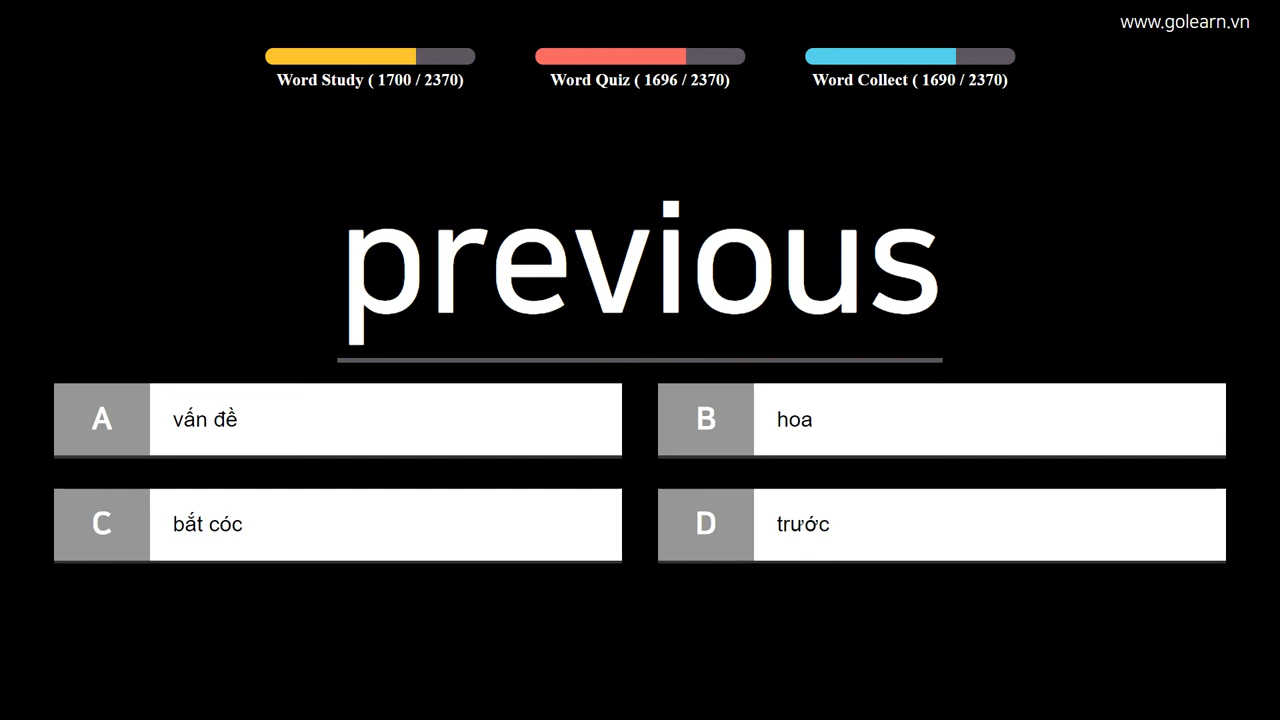 www.golearn.vn
Word Study ( 1700 / 2370)
Word Quiz ( 1696 / 2370)
Word Collect ( 1690 / 2370)
previous
A vấn đề
B hoa
C bắt cóc
D trước